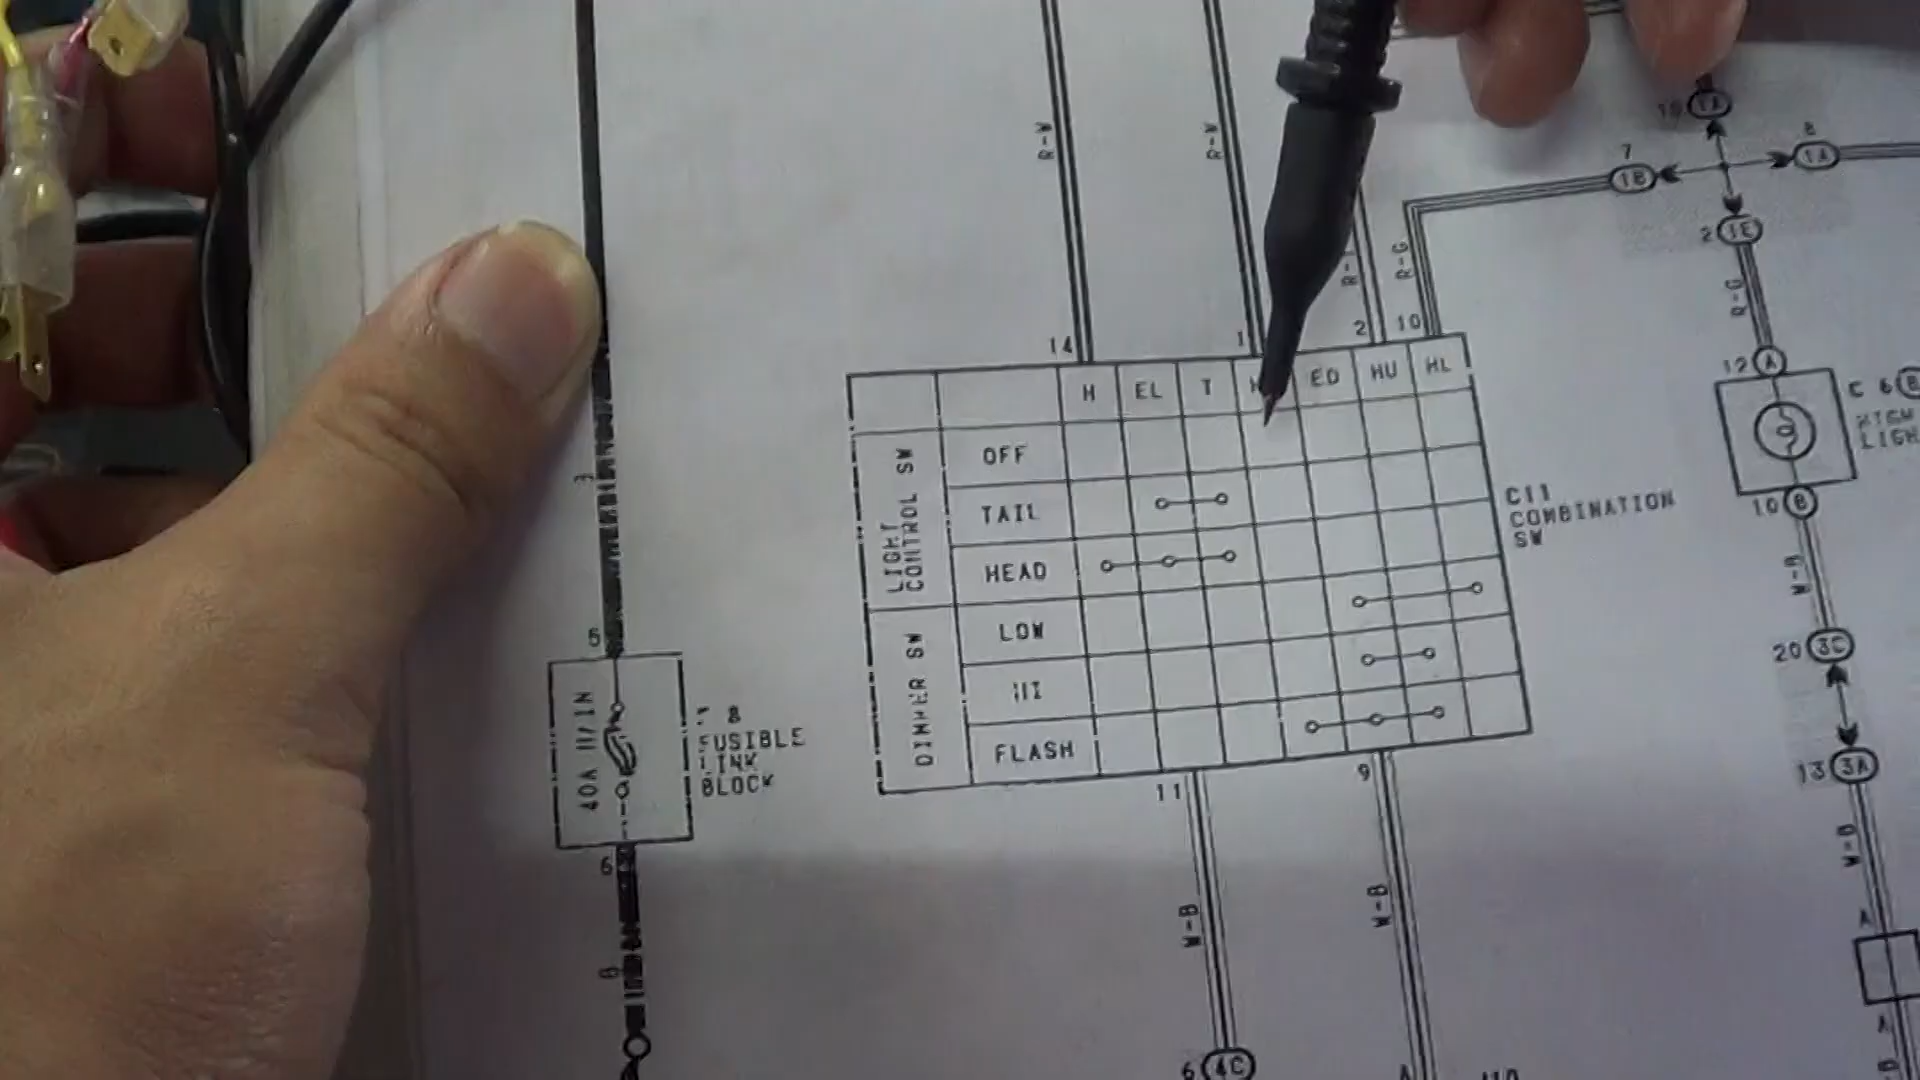 1A
8
1A
7
1B
2 1E
R-W
R-W
R-G
R-G
14
1
2
10
12 A
H EL T ED HU HL
OFF
TAIL
HEAD
LOW
FLASH
LIGHT
CONTROL SW
DIMMER SW
C11
COMBINATION
SW
C 6 B
LIGH
10 B
20 3C
13 3A
A
3
5
40A
FUSIBLE
LINK
BLOCK
6
11
9
W-B
W-B
6 4C
A